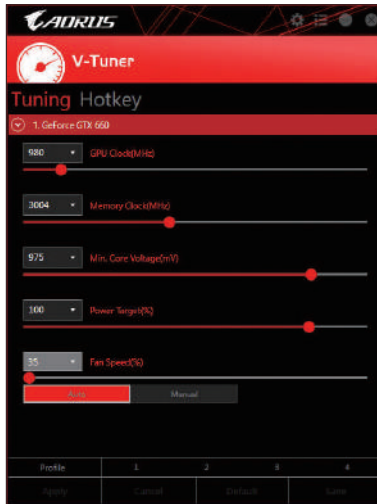 AORUS
V-Tuner
Tuning Hotkey
1. GeForce GTX 660
980 GPU Clock(MHz)
3004 Memory Clock(MHz)
975 Min. Core Voltage(mV)
100 Power Target(%)
35 Fan Speed(%)
Auto Manual
Profile 1 2 3 4
Apply Cancel Default Save